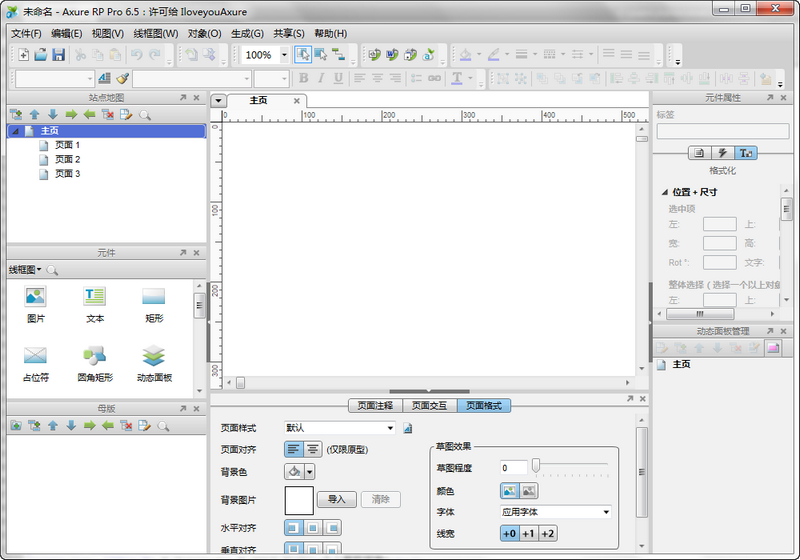 未命名 - Axure RP Pro 6.5 : 许可给 IloveyouAxure
文件(F) 编辑(E) 视图(V) 线框图(W) 对象(O) 生成(G) 共享(S) 帮助(H)
100%
B I U
站点地图
主页
页面 1
页面 2
页面 3
元件
线框图
图片 文本 矩形
占位符 圆角矩形 动态面板
母版
主页
0 100 200 300 400 500
0
100
200
300
页面注释 页面交互 页面格式
页面样式 默认
页面对齐 (仅限原型)
背景色
背景图片 导入 清除
水平对齐
垂直对齐
草图效果
草图程度 0
颜色
字体 应用字体
线宽 +0 +1 +2
元件属性
标签
格式化
位置 + 尺寸
选中项
左: 上:
宽: 高:
Rot °: 文字:
整体选择 (选择一个以上对象
左: 上:
动态面板管理
主页